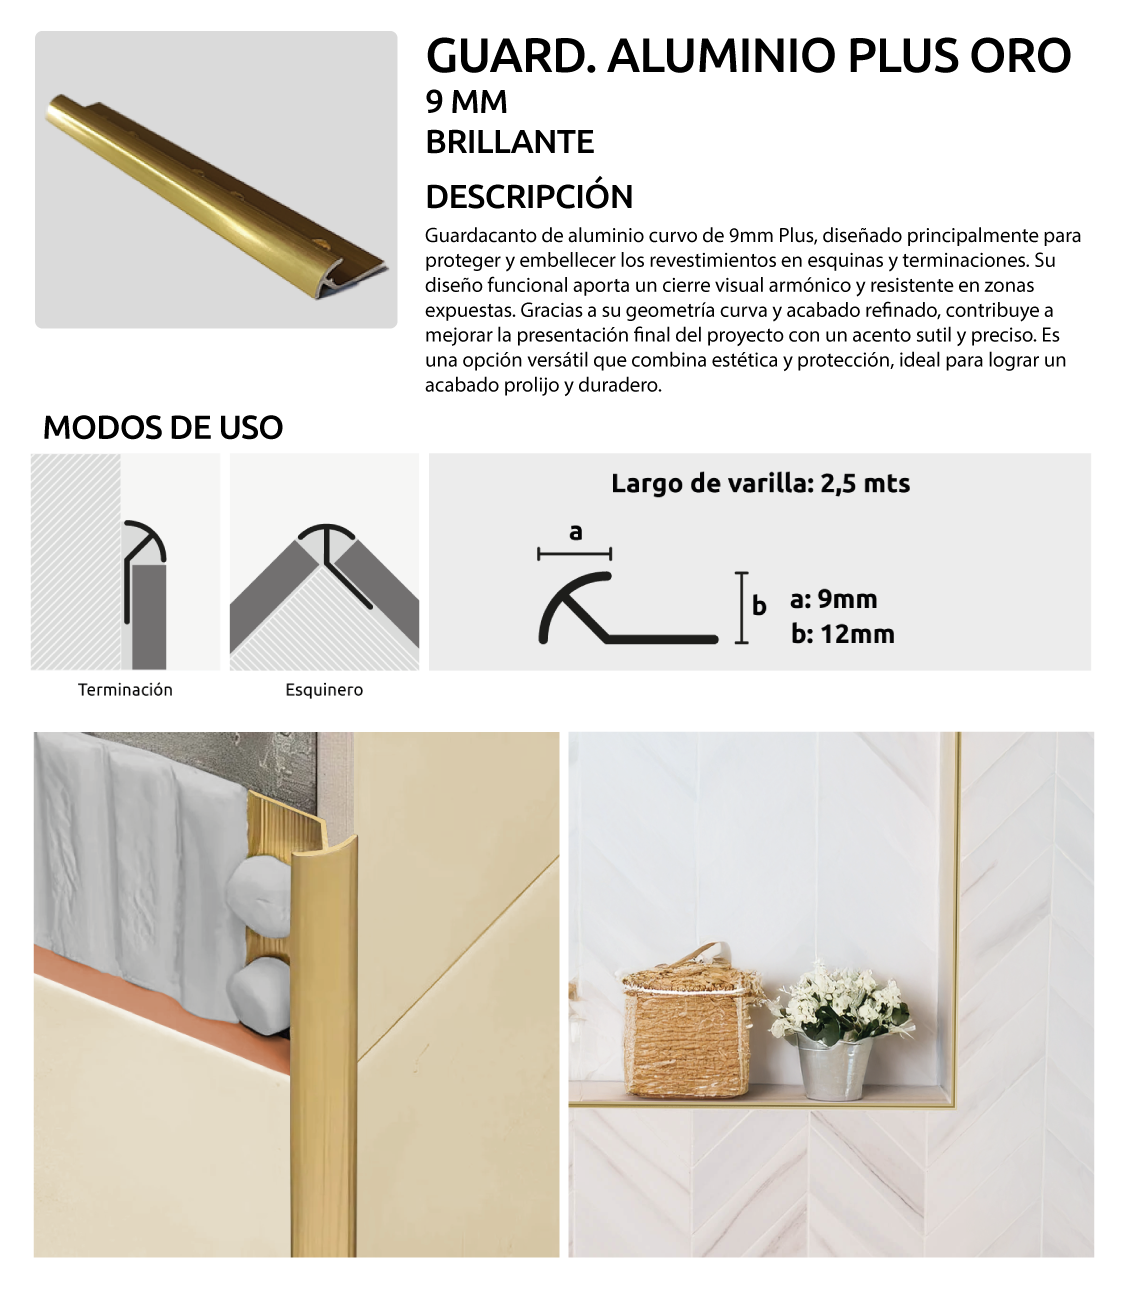 GUARD. ALUMINIO PLUS ORO
9 MM
BRILLANTE
DESCRIPCIÓN
Guardacanto de aluminio curvo de 9mm Plus, diseñado principalmente para
proteger y embellecer los revestimientos en esquinas y terminaciones. Su
diseño funcional aporta un cierre visual armónico y resistente en zonas
expuestas. Gracias a su geometría curva y acabado refinado, contribuye a
mejorar la presentación final del proyecto con un acento sutil y preciso. Es
una opción versátil que combina estética y protección, ideal para lograr un
acabado prolijo y duradero.
MODOS DE USO
Terminación
Esquinero
Largo de varilla: 2,5 mts
a
b
a: 9mm
b: 12mm